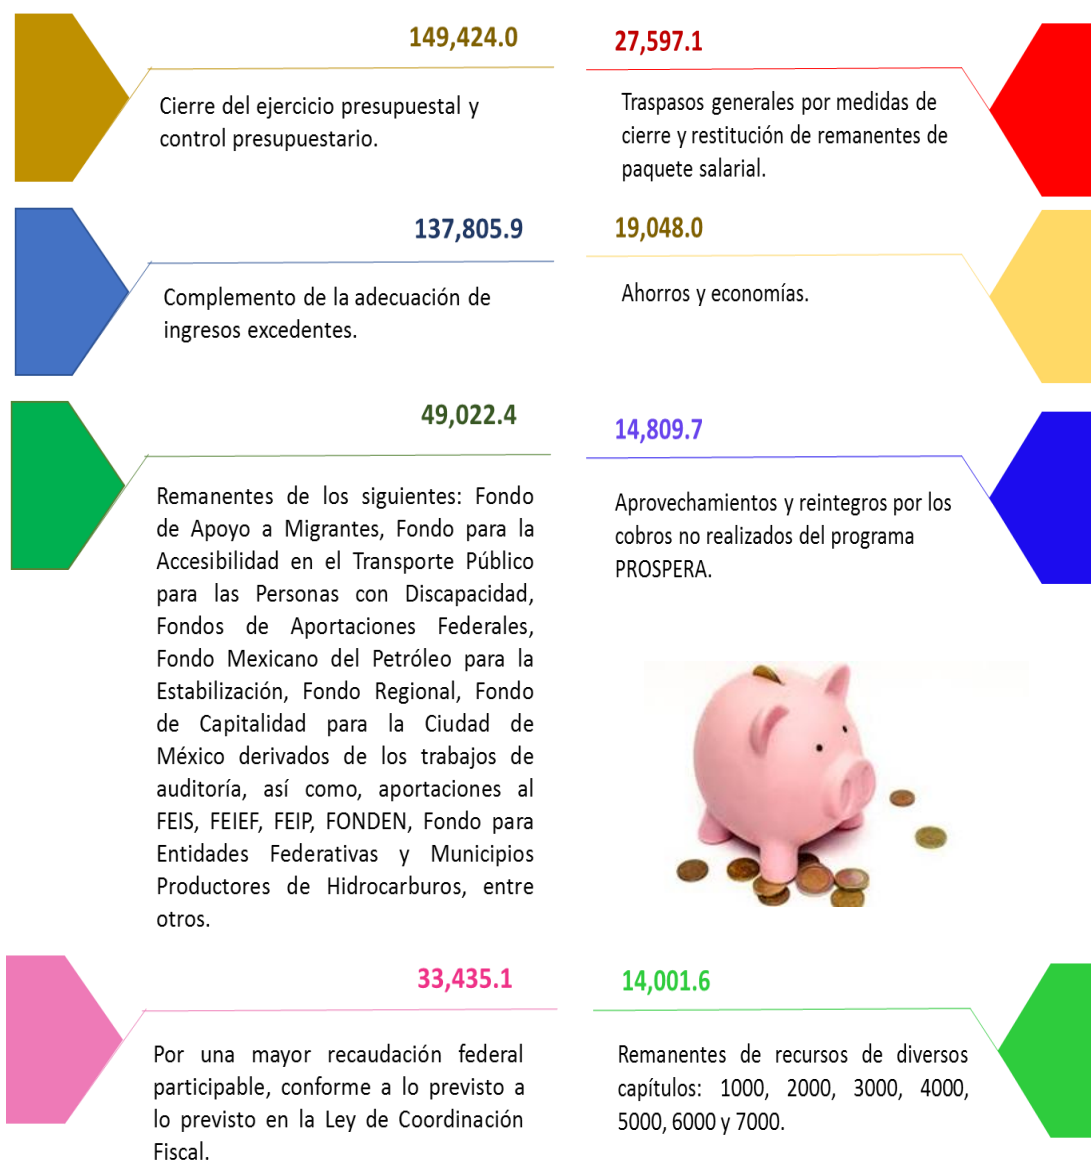 149,424.0
Cierre del ejercicio presupuestal y
control presupuestario.
137,805.9
Complemento de la adecuación de
ingresos excedentes.
49,022.4
Remanentes de los siguientes: Fondo
de Apoyo a Migrantes, Fondo para la
Accesibilidad en el Transporte Público
para las Personas con Discapacidad,
Fondos de Aportaciones Federales,
Fondo Mexicano del Petróleo para la
Estabilización, Fondo Regional, Fondo
de Capitalidad para la Ciudad de
México derivados de los trabajos de
auditoría, así como, aportaciones al
FEIS, FEIEF, FEIP, FONDEN, Fondo para
Entidades Federativas y Municipios
Productores de Hidrocarburos, entre
otros.
33,435.1
Por una mayor recaudación federal
participable, conforme a lo previsto a
lo previsto en la Ley de Coordinación
Fiscal.
27,597.1
Traspasos generales por medidas de
cierre y restitución de remanentes de
paquete salarial.
19,048.0
Ahorros y economías.
14,809.7
Aprovechamientos y reintegros por los
cobros no realizados del programa
PROSPERA.
14,001.6
Remanentes de recursos de diversos
capítulos: 1000, 2000, 3000, 4000,
5000, 6000 y 7000.